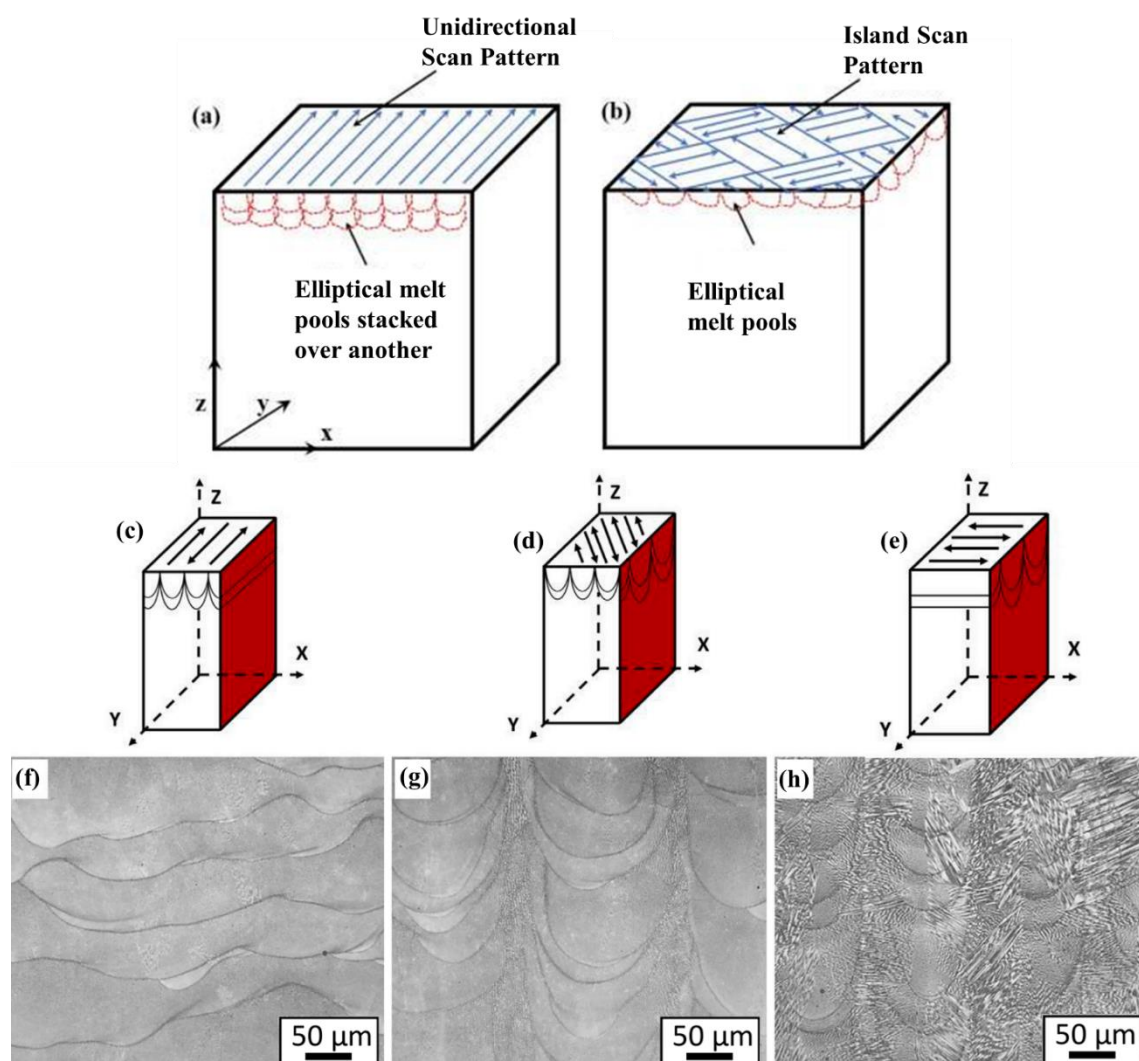 Unidirectional
Scan Pattern
Island Scan
Pattern
(a)
(b)
Elliptical melt
pools stacked
over another
Elliptical
melt pools
z
y
x
(c)
Z
X
Y
(d)
Z
X
Y
(e)
Z
X
Y
(f)
50 μm
(g)
50 μm
(h)
50 μm